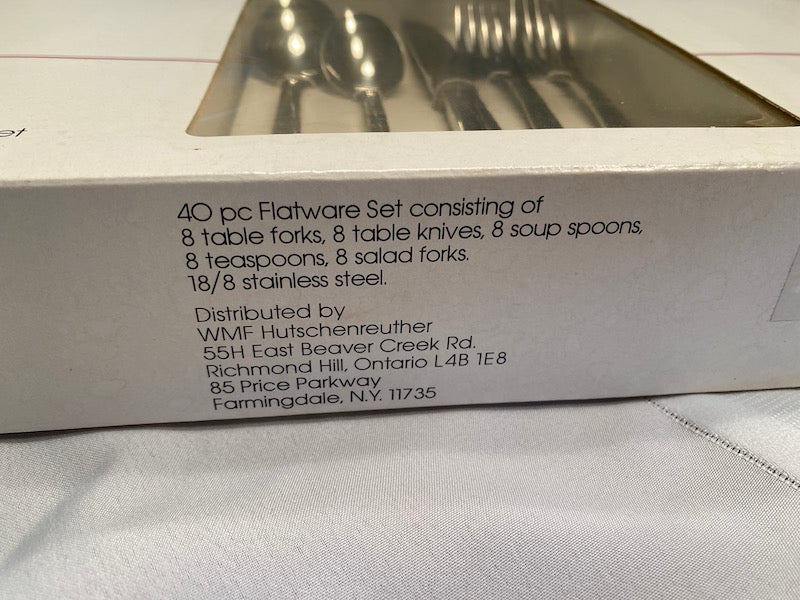 40 pc Flatware Set consisting of
8 table forks, 8 table knives, 8 soup spoons,
8 teaspoons, 8 salad forks.
18/8 stainless steel.
Distributed by
WMF Hutschenreuther
55H East Beaver Creek Rd.
Richmond Hill, Ontario L4B 1E8
85 Price Parkway
Farmingdale, N.Y. 11735